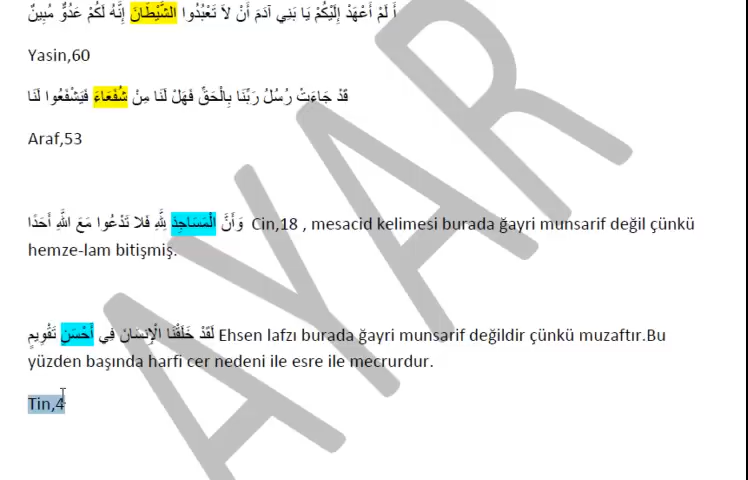 أَ لَمْ أَعْهَدْ إِلَيْكُمْ يَا بَنِي آدَمَ أَنْ لاَ تَعْبُدُوا الشَّيْطَانَ إِنَّهُ لَكُمْ عَدُوٌّ مُبِينٌ
Yasin,60
قَدْ جَاءَتْ رُسُلُ رَبِّنَا بِالْحَقِّ فَهَلْ لَنَا مِنْ شُفَعَاءَ فَيَشْفَعُوا لَنَا
Araf,53
وَأَنَّ الْمَسَاجِدَ لِلَّهِ فَلا تَدْعُوا مَعَ اللَّهِ أَحَدًا Cin,18 , mesacid kelimesi burada ğayri munsarif değil çünkü
hemze-lam bitişmiş.
لَقَدْ خَلَقْنَا الْإِنْسَانَ فِي أَحْسَنِ تَقْوِيمٍ Ehsen lafzı burada ğayri munsarif değildir çünkü muzaftır.Bu
yüzden başında harfi cer nedeni ile esre ile mecrurdur.
Tin,4
AYAR